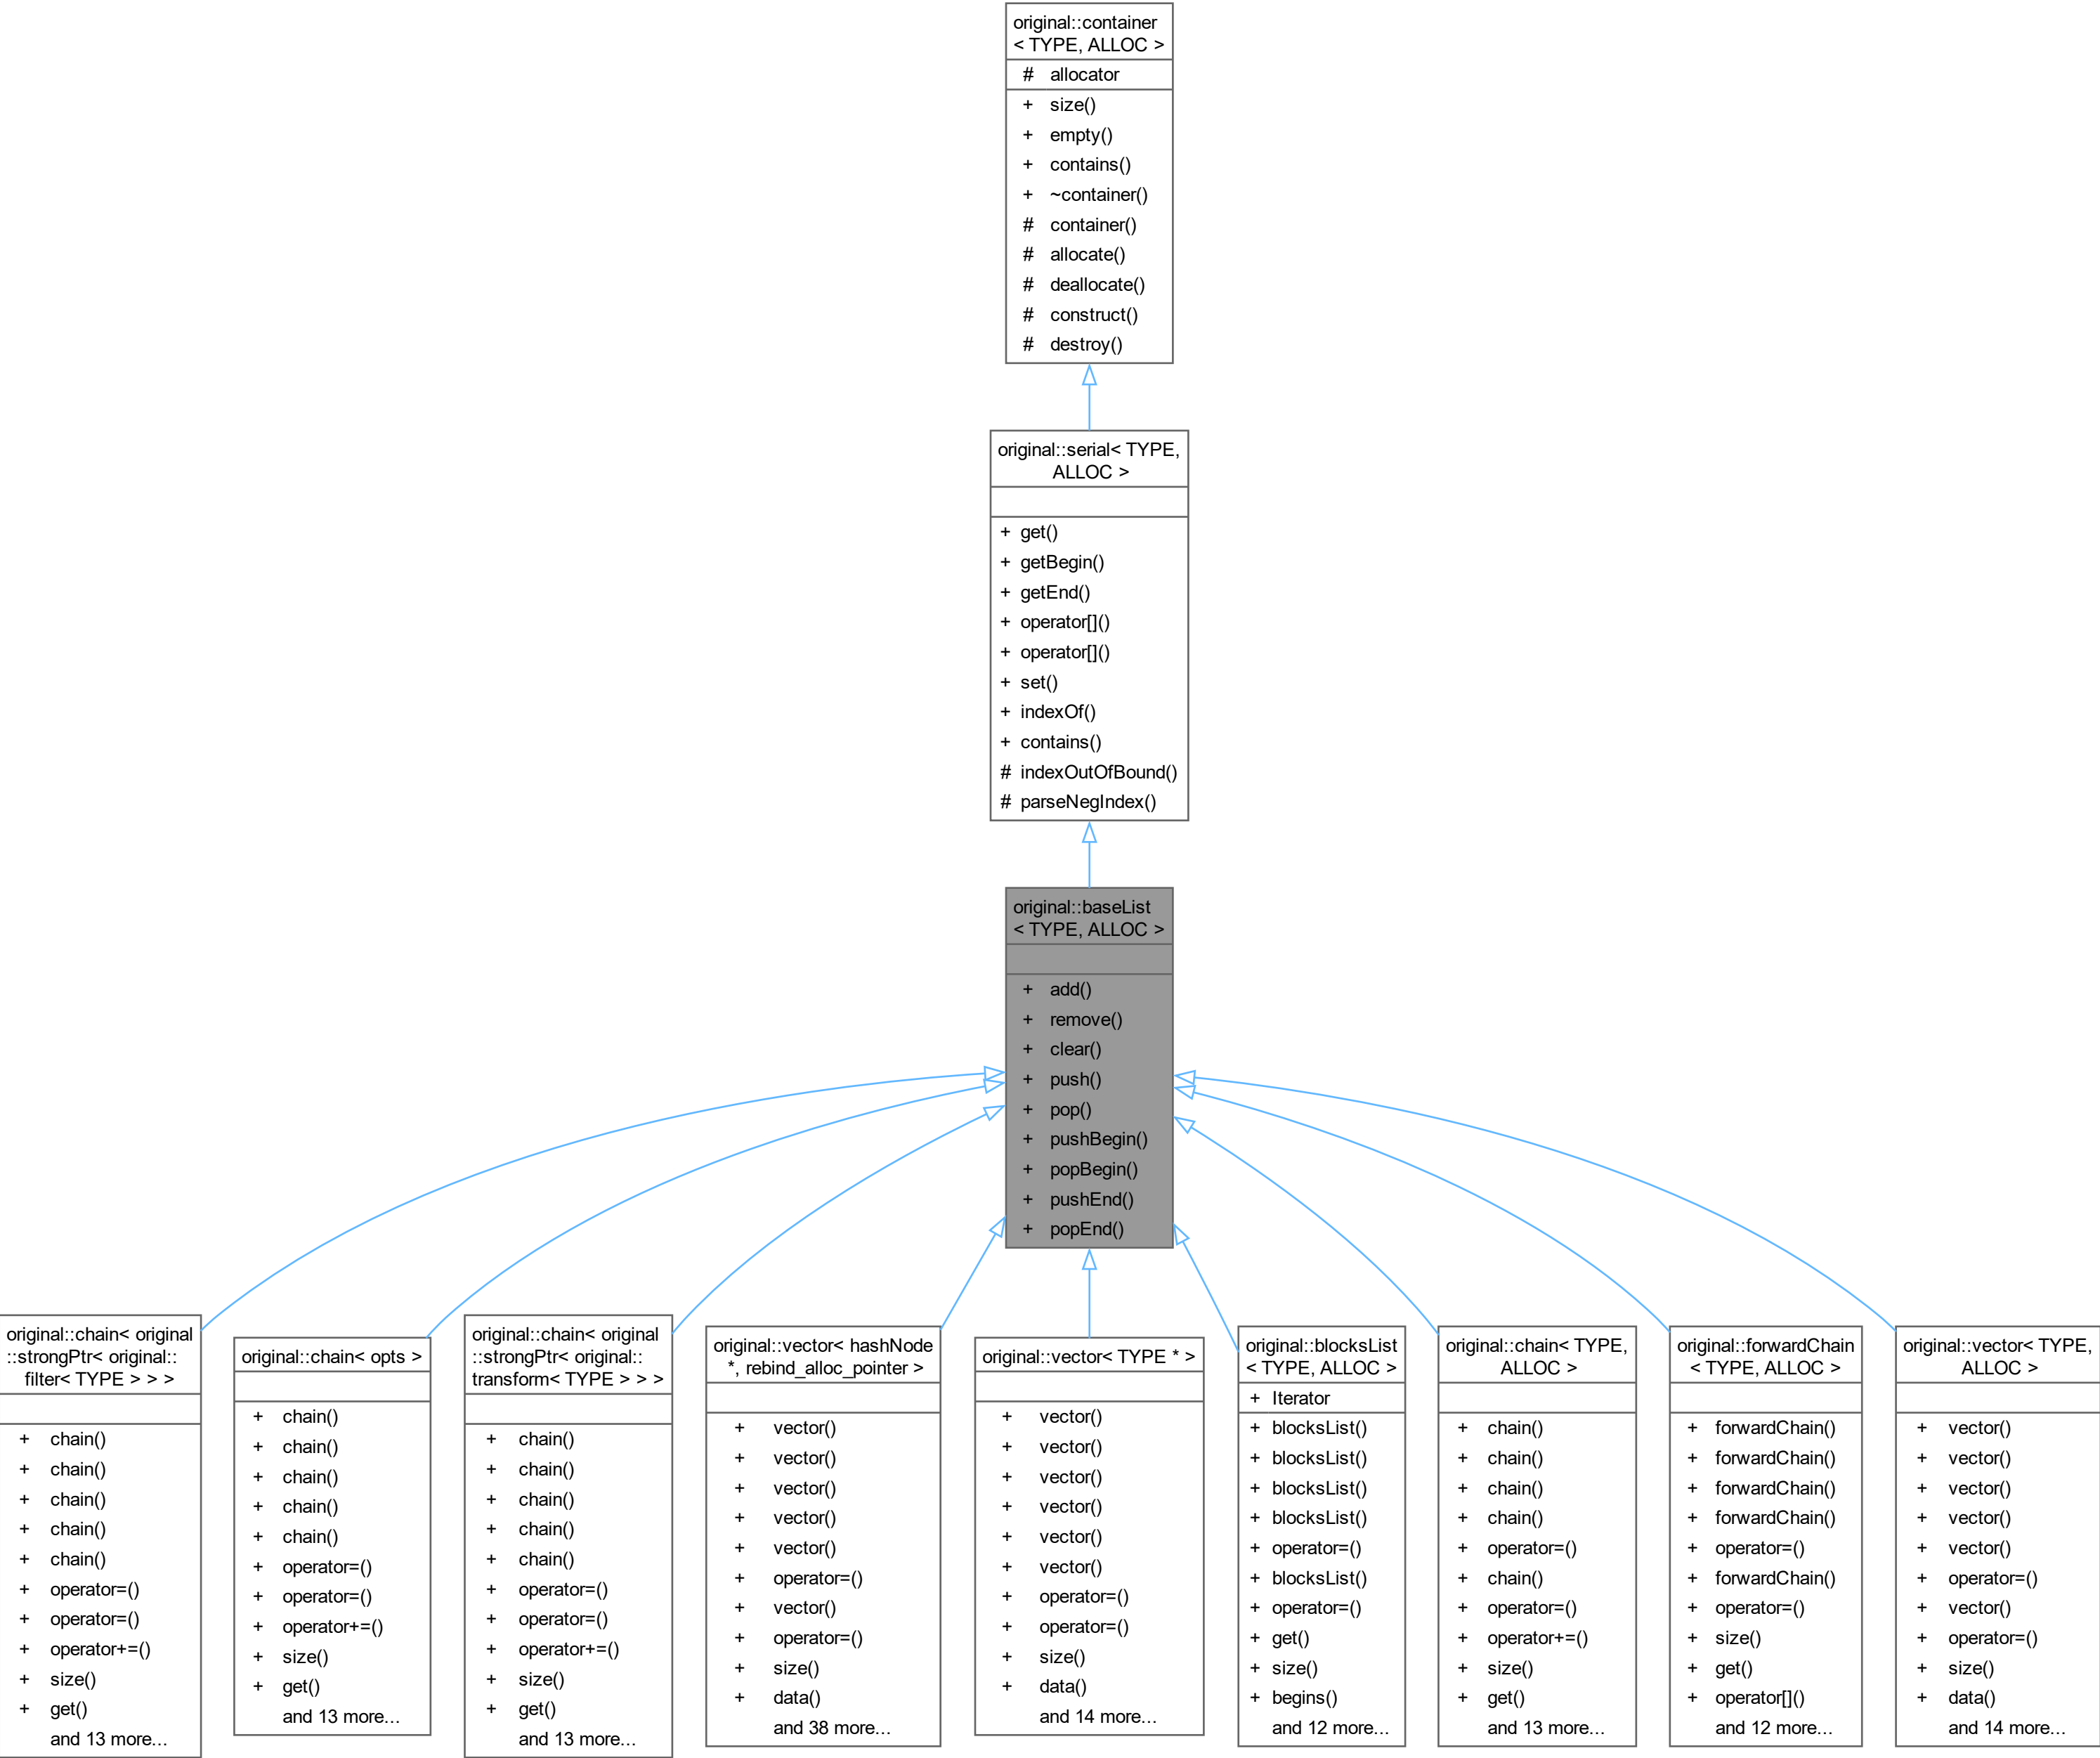 original::container
< TYPE, ALLOC >
# allocator
+ size()
+ empty()
+ contains()
+ ~container()
# container()
# allocate()
# deallocate()
# construct()
# destroy()
original::serial< TYPE,
ALLOC >
+ get()
+ getBegin()
+ getEnd()
+ operator[]()
+ operator[]()
+ set()
+ indexOf()
+ contains()
# indexOutOfBound()
# parseNegIndex()
original::baseList
< TYPE, ALLOC >
+ add()
+ remove()
+ clear()
+ push()
+ pop()
+ pushBegin()
+ popBegin()
+ pushEnd()
+ popEnd()
original::chain< original
::strongPtr< original::
filter< TYPE > > >
+ chain()
+ chain()
+ chain()
+ chain()
+ chain()
+ operator=()
+ operator=()
+ operator+=()
+ size()
+ get()
and 13 more...
original::chain< opts >
+ chain()
+ chain()
+ chain()
+ chain()
+ chain()
+ operator=()
+ operator=()
+ operator+=()
+ size()
+ get()
and 13 more...
original::chain< original
::strongPtr< original::
transform< TYPE > > >
+ chain()
+ chain()
+ chain()
+ chain()
+ chain()
+ operator=()
+ operator=()
+ operator+=()
+ size()
+ get()
and 13 more...
original::vector< hashNode
*, rebind_alloc_pointer >
+ vector()
+ vector()
+ vector()
+ vector()
+ vector()
+ operator=()
+ vector()
+ operator=()
+ size()
+ data()
and 38 more...
original::vector< TYPE * >
+ vector()
+ vector()
+ vector()
+ vector()
+ vector()
+ vector()
+ operator=()
+ operator=()
+ size()
+ data()
and 14 more...
original::blocksList
< TYPE, ALLOC >
+ Iterator
+ blocksList()
+ blocksList()
+ blocksList()
+ blocksList()
+ operator=()
+ blocksList()
+ operator=()
+ get()
+ size()
+ begins()
and 12 more...
original::chain< TYPE,
ALLOC >
+ chain()
+ chain()
+ chain()
+ chain()
+ operator=()
+ chain()
+ operator=()
+ operator+=()
+ size()
+ get()
and 13 more...
original::forwardChain
< TYPE, ALLOC >
+ forwardChain()
+ forwardChain()
+ forwardChain()
+ forwardChain()
+ operator=()
+ forwardChain()
+ operator=()
+ size()
+ get()
+ operator[]()
and 12 more...
original::vector< TYPE,
ALLOC >
+ vector()
+ vector()
+ vector()
+ vector()
+ vector()
+ operator=()
+ vector()
+ operator=()
+ size()
+ data()
and 14 more...